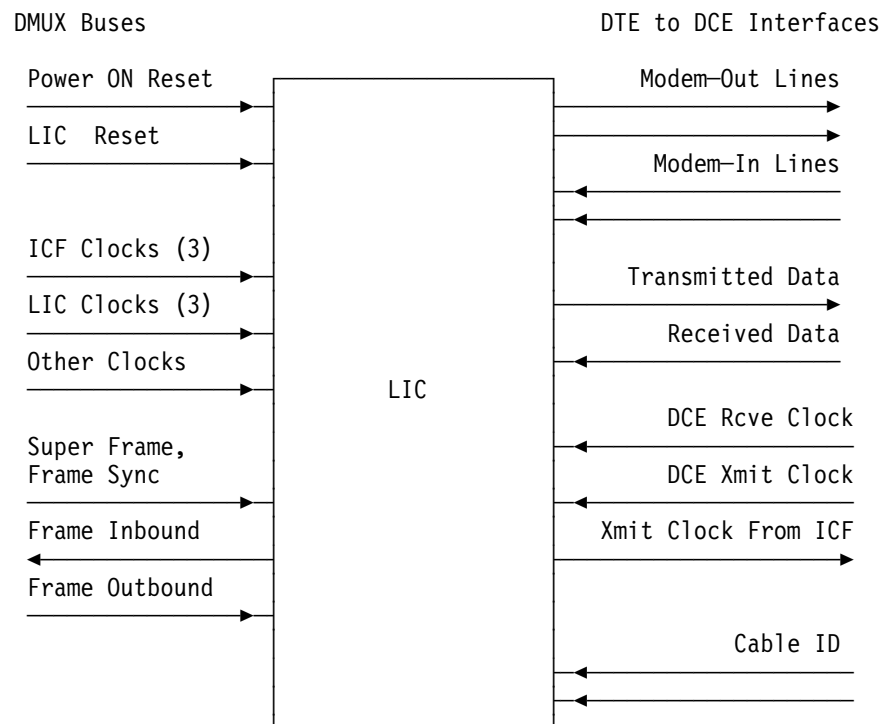 DMUX Buses
DTE to DCE Interfaces
Power ON Reset
Modem—Out Lines
LIC Reset
Modem—In Lines
ICF Clocks (3)
Transmitted Data
LIC Clocks (3)
Received Data
Other Clocks
LIC
DCE Rcve Clock
Super Frame,
Frame Sync
DCE Xmit Clock
Frame Inbound
Xmit Clock From ICF
Frame Outbound
Cable ID